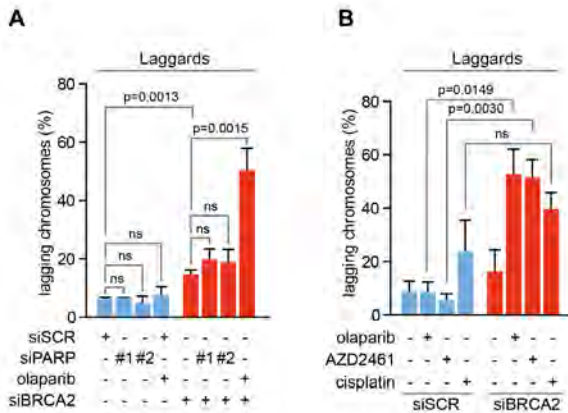 A
Laggards
lagging chromosomes (%)
80
60
40
20
0
p=0.0013
p=0.0015
ns
ns
ns
ns
ns
siSCR + - - + - - - -
siPARP - #1 #2 - - #1 #2 -
olaparib - - - + - - - +
siBRCA2 - - - - + + + +
B
Laggards
lagging chromosomes (%)
80
60
40
20
0
p=0.0149
p=0.0030
ns
olaparib - + - - - + - -
AZD2461 - - + - - - + -
cisplatin - - - + - - - +
siSCR siBRCA2